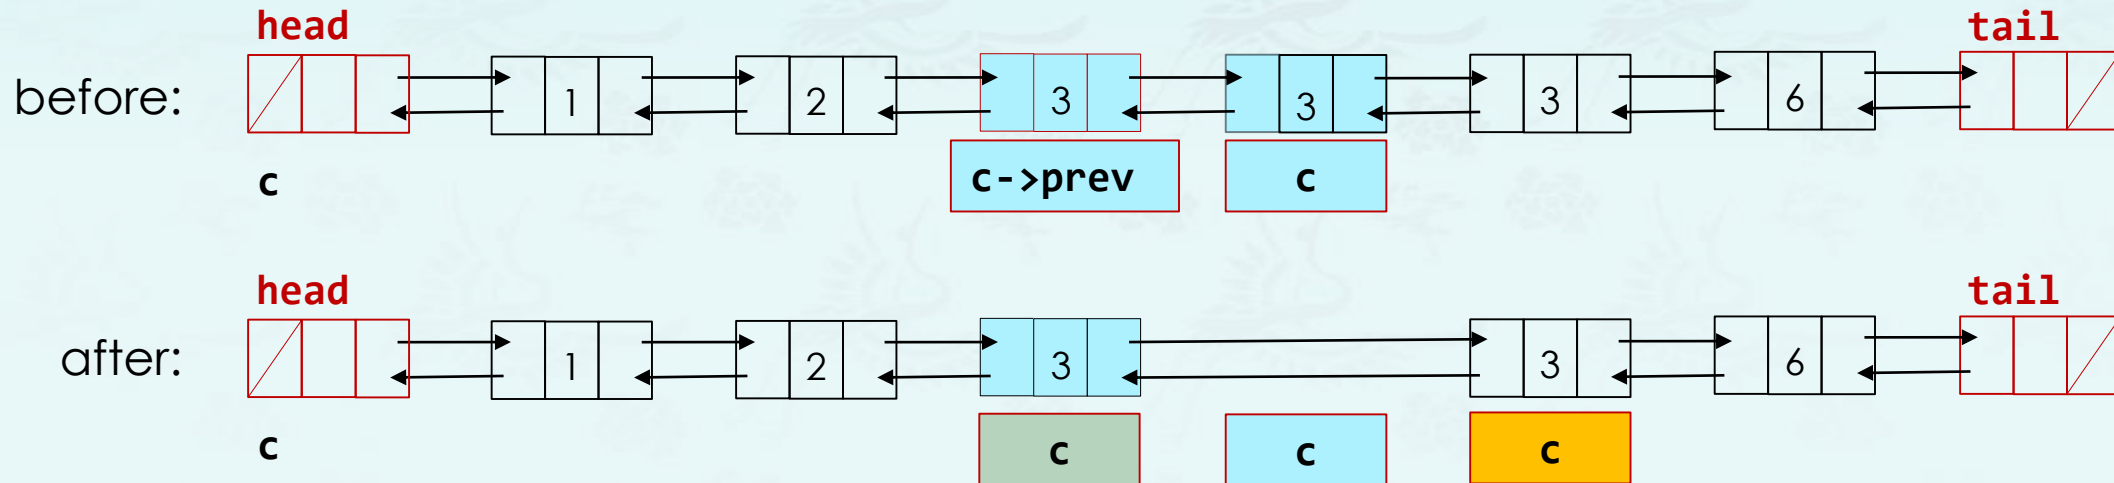 head tail
before: 1 2 3 3 3 6
c c->prev c
head tail
after: 1 2 3 3 6
c c c c